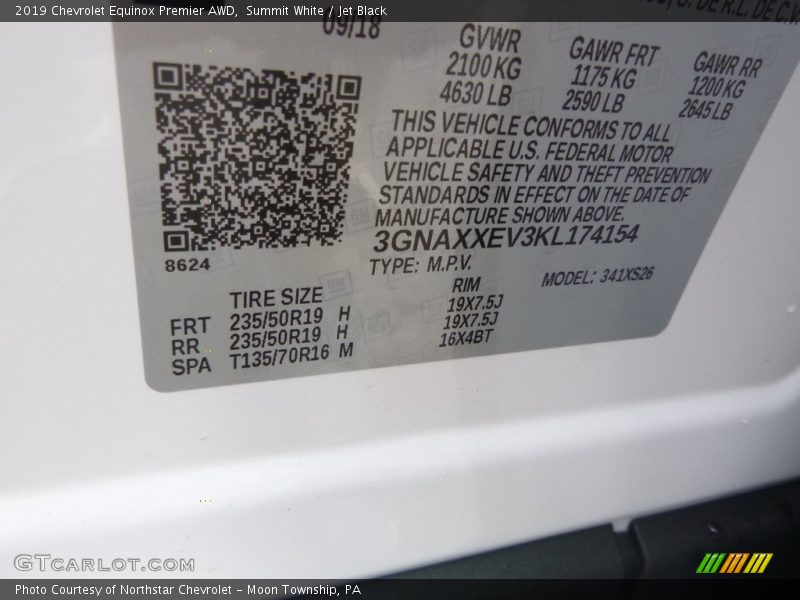 2019 Chevrolet Equinox Premier AWD, Summit White / Jet Black
S. DE R.L. DE C.V.
09/18
GVWR GAWR FRT GAWR RR
2100 KG 1175 KG 1200 KG
4630 LB 2590 LB 2645 LB
THIS VEHICLE CONFORMS TO ALL
APPLICABLE U.S. FEDERAL MOTOR
VEHICLE SAFETY AND THEFT PREVENTION
STANDARDS IN EFFECT ON THE DATE OF
MANUFACTURE SHOWN ABOVE.
3GNAXXEV3KL174154
8624
TYPE: M.P.V. MODEL: 341XS26
TIRE SIZE RIM
FRT 235/50R19 H 19X7.5J
RR 235/50R19 H 19X7.5J
SPA T135/70R16 M 16X4BT
GTCARLOT.COM
Photo Courtesy of Northstar Chevrolet - Moon Township, PA